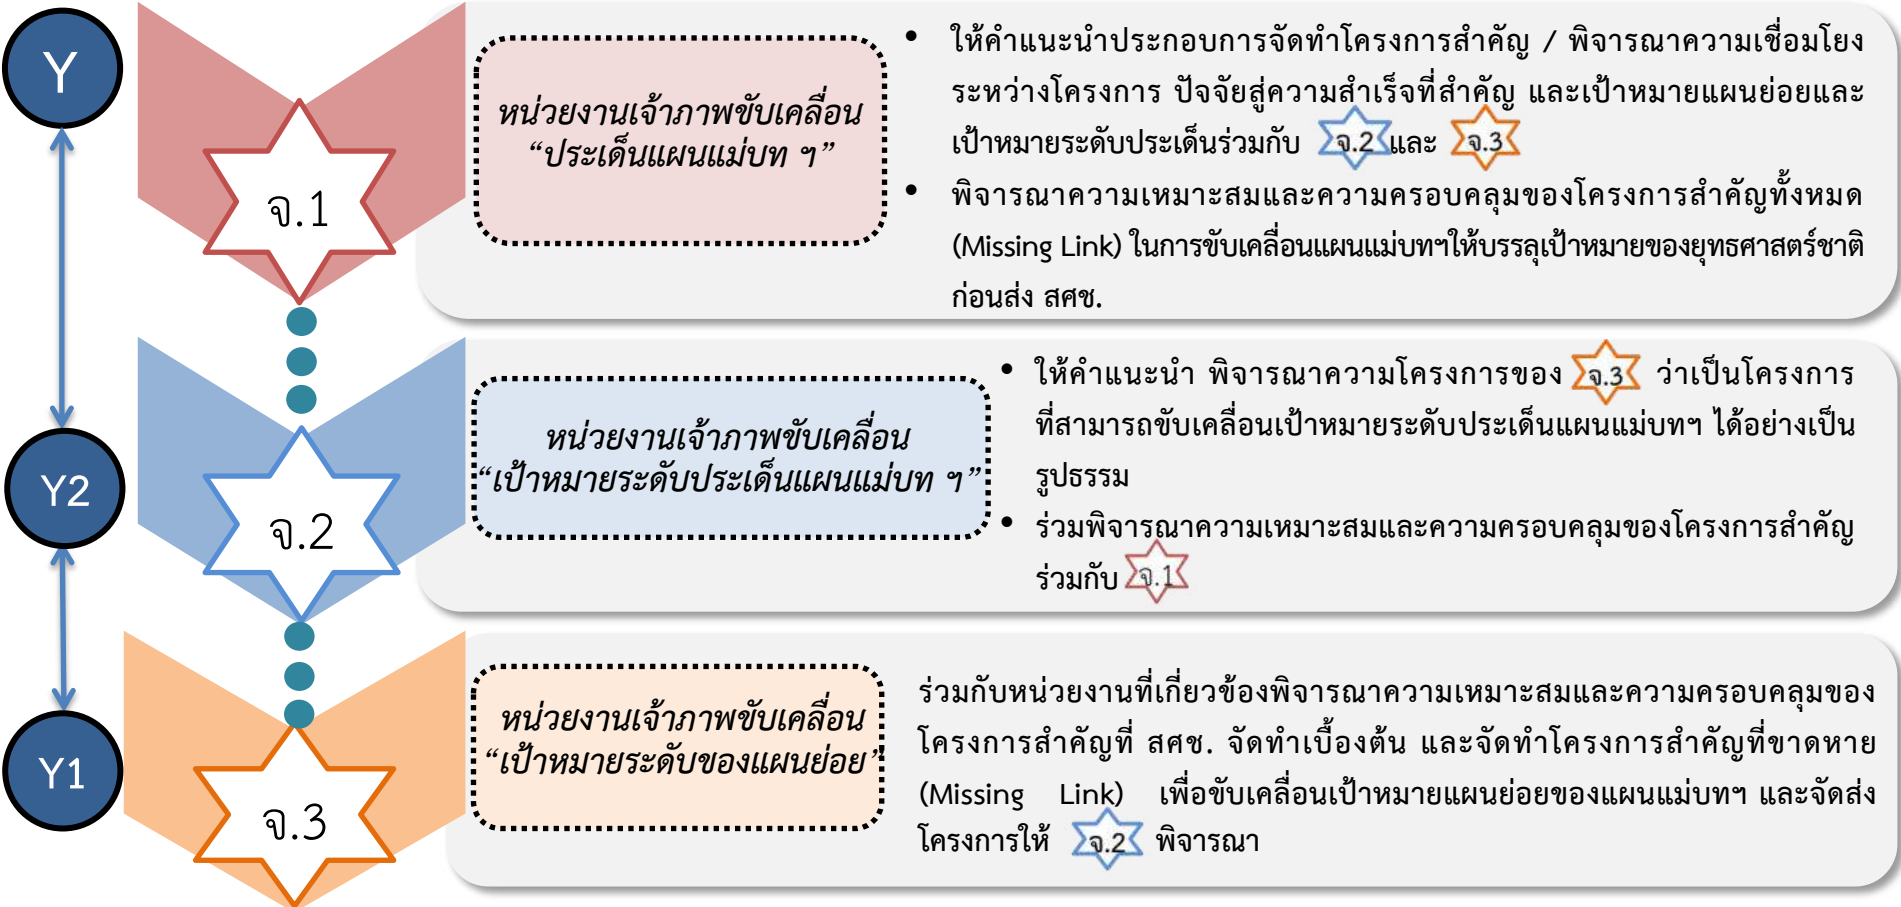 Y
จ.1
หน่วยงานเจ้าภาพขับเคลื่อน
“ประเด็นแผนแม่บท ฯ”
• ให้คำแนะนำประกอบการจัดทำโครงการสำคัญ / พิจารณาความเชื่อมโยง
ระหว่างโครงการ ปัจจัยสู่ความสำเร็จที่สำคัญ และเป้าหมายแผนย่อยและ
เป้าหมายระดับประเด็นร่วมกับ จ.2 และ จ.3
• พิจารณาความเหมาะสมและความครอบคลุมของโครงการสำคัญทั้งหมด
(Missing Link) ในการขับเคลื่อนแผนแม่บทฯให้บรรลุเป้าหมายของยุทธศาสตร์ชาติ
ก่อนส่ง สศช.
Y2
จ.2
หน่วยงานเจ้าภาพขับเคลื่อน
“เป้าหมายระดับประเด็นแผนแม่บท ฯ”
• ให้คำแนะนำ พิจารณาความโครงการของ จ.3 ว่าเป็นโครงการ
ที่สามารถขับเคลื่อนเป้าหมายระดับประเด็นแผนแม่บทฯ ได้อย่างเป็น
รูปธรรม
• ร่วมพิจารณาความเหมาะสมและความครอบคลุมของโครงการสำคัญ
ร่วมกับ จ.1
Y1
จ.3
หน่วยงานเจ้าภาพขับเคลื่อน
“เป้าหมายระดับของแผนย่อย”
ร่วมกับหน่วยงานที่เกี่ยวข้องพิจารณาความเหมาะสมและความครอบคลุมของ
โครงการสำคัญที่ สศช. จัดทำเบื้องต้น และจัดทำโครงการสำคัญที่ขาดหาย
(Missing Link) เพื่อขับเคลื่อนเป้าหมายแผนย่อยของแผนแม่บทฯ และจัดส่ง
โครงการให้ จ.2 พิจารณา